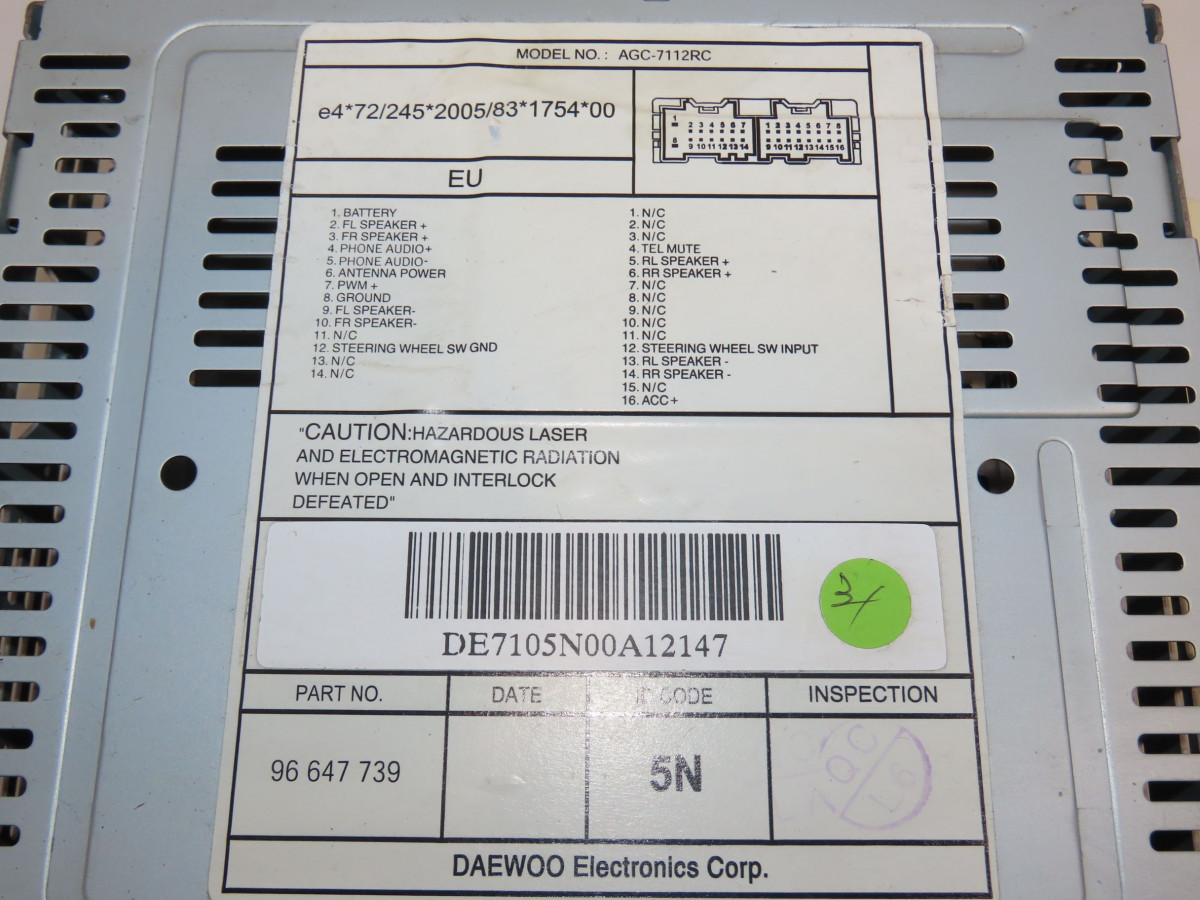 MODEL NO.: AGC-7112RC
e4*72/245*2005/83*1754*00
EU
1 2 3 4 5 6 7 1 2 3 4 5 6 7 8
8 9 10 11 12 13 14 9 10 11 12 13 14 15 16
1. BATTERY
2. FL SPEAKER +
3. FR SPEAKER +
4. PHONE AUDIO+
5. PHONE AUDIO-
6. ANTENNA POWER
7. PWM +
8. GROUND
9. FL SPEAKER-
10. FR SPEAKER-
11. N/C
12. STEERING WHEEL SW GND
13. N/C
14. N/C
1. N/C
2. N/C
3. N/C
4. TEL MUTE
5. RL SPEAKER +
6. RR SPEAKER +
7. N/C
8. N/C
9. N/C
10. N/C
11. N/C
12. STEERING WHEEL SW INPUT
13. RL SPEAKER -
14. RR SPEAKER -
15. N/C
16. ACC+
"CAUTION:HAZARDOUS LASER
AND ELECTROMAGNETIC RADIATION
WHEN OPEN AND INTERLOCK
DEFEATED"
3/
DE7105N00A12147
PART NO. DATE ID CODE INSPECTION
96 647 739 5N
QC
DAEWOO Electronics Corp.